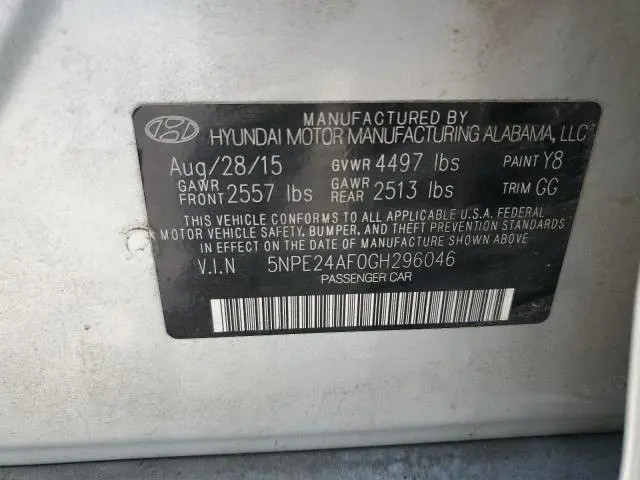 MANUFACTURED BY
HYUNDAI MOTOR MANUFACTURING ALABAMA, LLC
Aug/28/15 GVWR 4497 lbs PAINT Y8
GAWR FRONT 2557 lbs GAWR REAR 2513 lbs TRIM GG
THIS VEHICLE CONFORMS TO ALL APPLICABLE U.S.A. FEDERAL
MOTOR VEHICLE SAFETY, BUMPER, AND THEFT PREVENTION STANDARDS
IN EFFECT ON THE DATE OF MANUFACTURE SHOWN ABOVE
V.I.N 5NPE24AF0GH296046
PASSENGER CAR